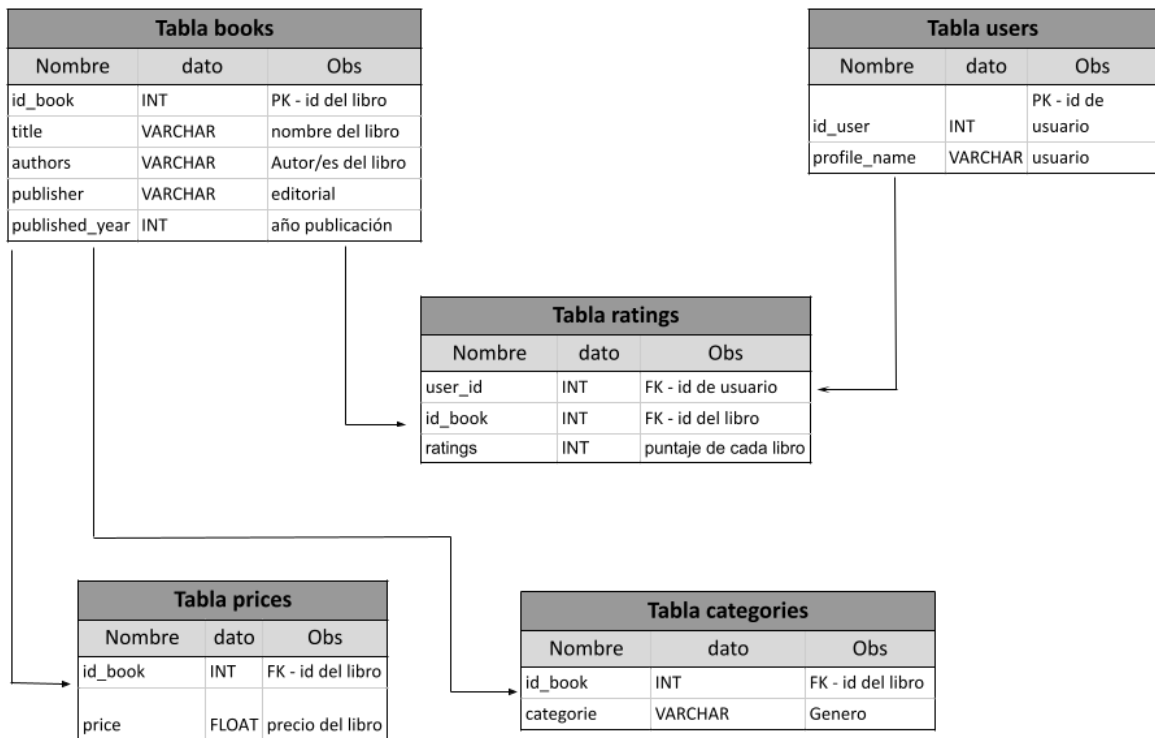 Tabla books
Nombre dato Obs
id_book INT PK - id del libro
title VARCHAR nombre del libro
authors VARCHAR Autor/es del libro
publisher VARCHAR editorial
published_year INT año publicación
Tabla users
Nombre dato Obs
PK - id de
id_user INT usuario
profile_name VARCHAR usuario
Tabla ratings
Nombre dato Obs
user_id INT FK - id de usuario
id_book INT FK - id del libro
ratings INT puntaje de cada libro
Tabla prices
Nombre dato Obs
id_book INT FK - id del libro
price FLOAT precio del libro
Tabla categories
Nombre dato Obs
id_book INT FK - id del libro
categorie VARCHAR Genero